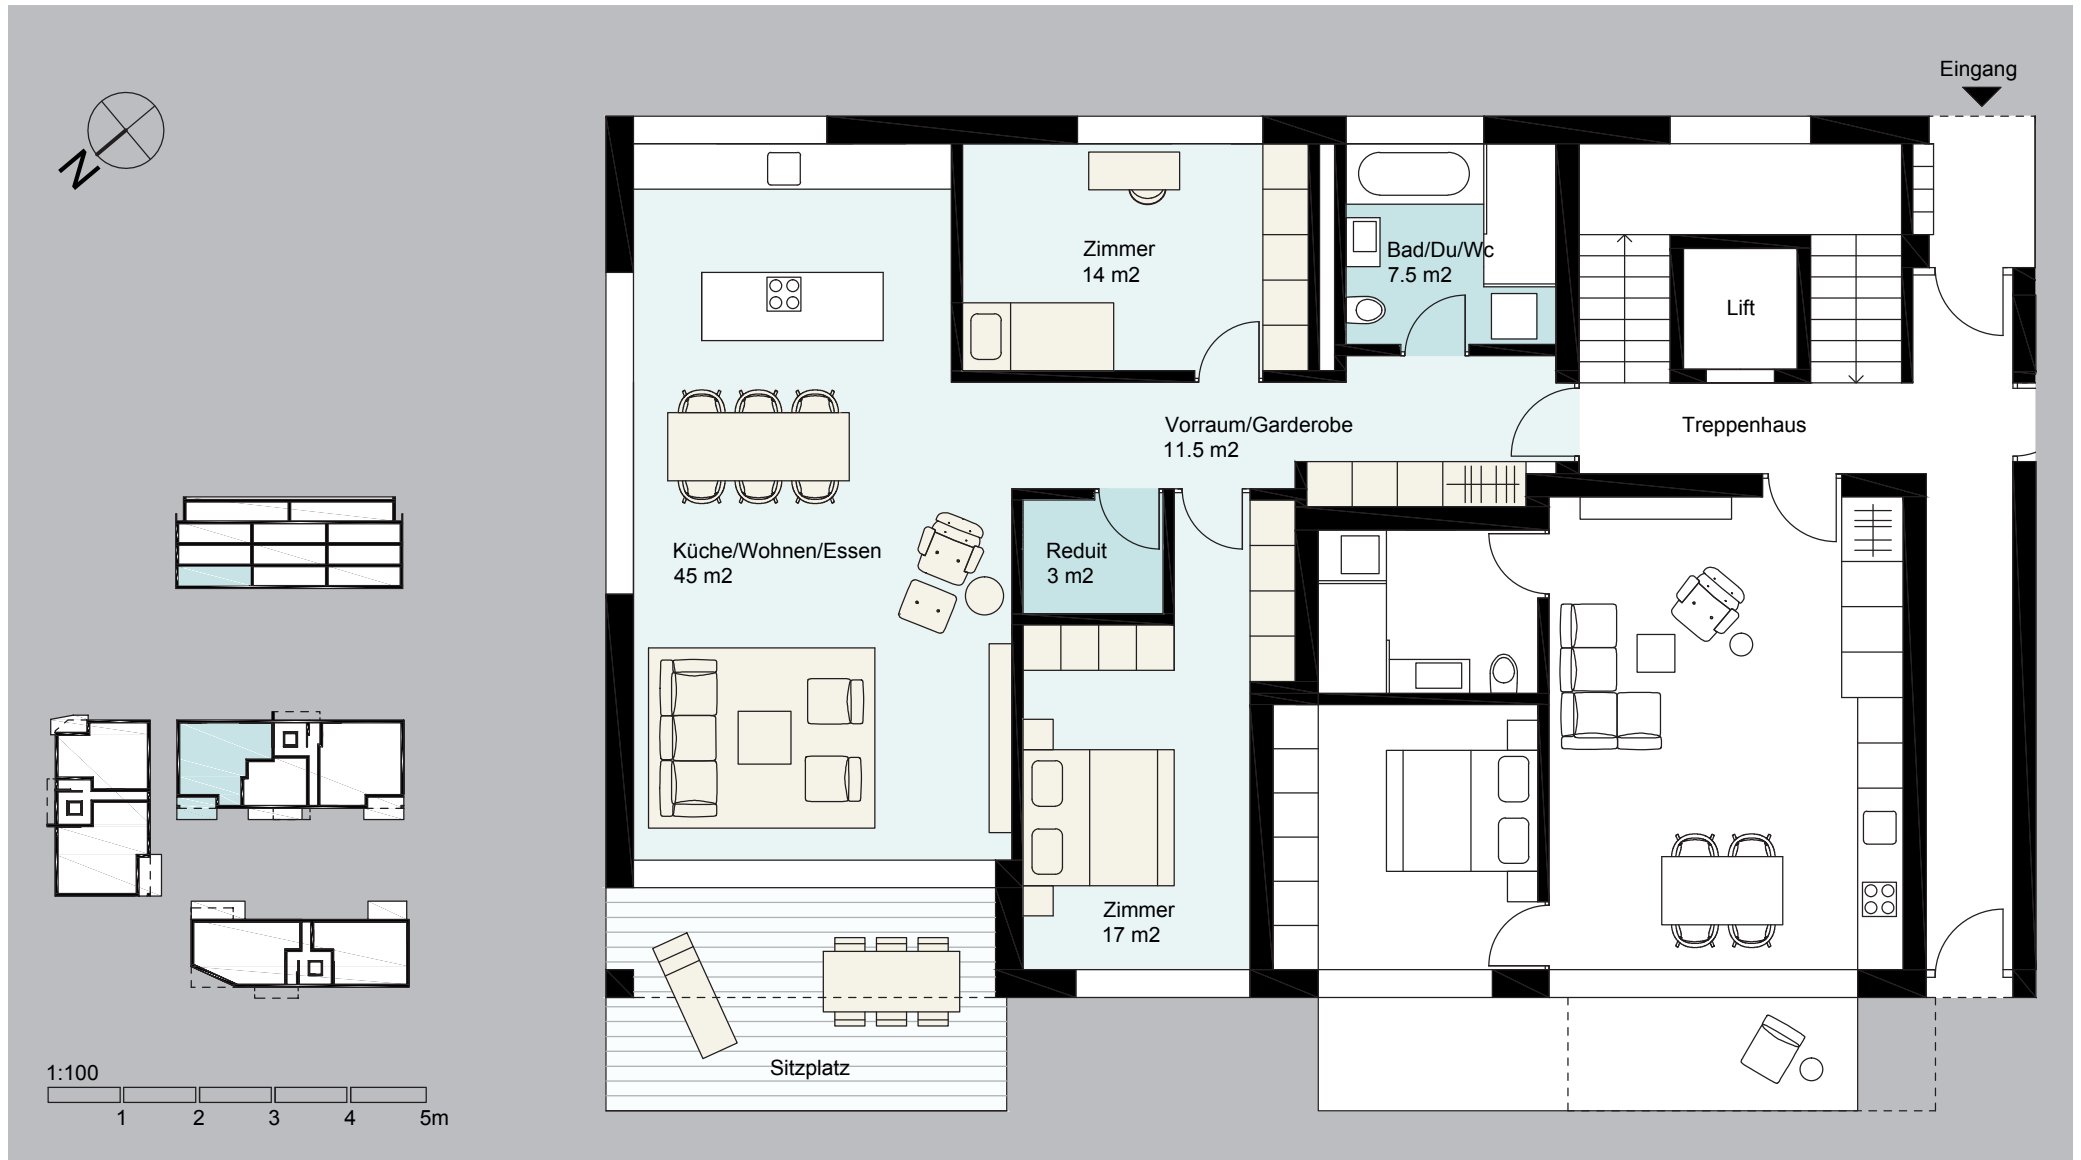 Eingang
N
Zimmer
14 m2
Bad/Du/Wc
7.5 m2
Lift
Vorraum/Garderobe
11.5 m2
Treppenhaus
Küche/Wohnen/Essen
45 m2
Reduit
3 m2
Zimmer
17 m2
Sitzplatz
1:100
1 2 3 4 5m